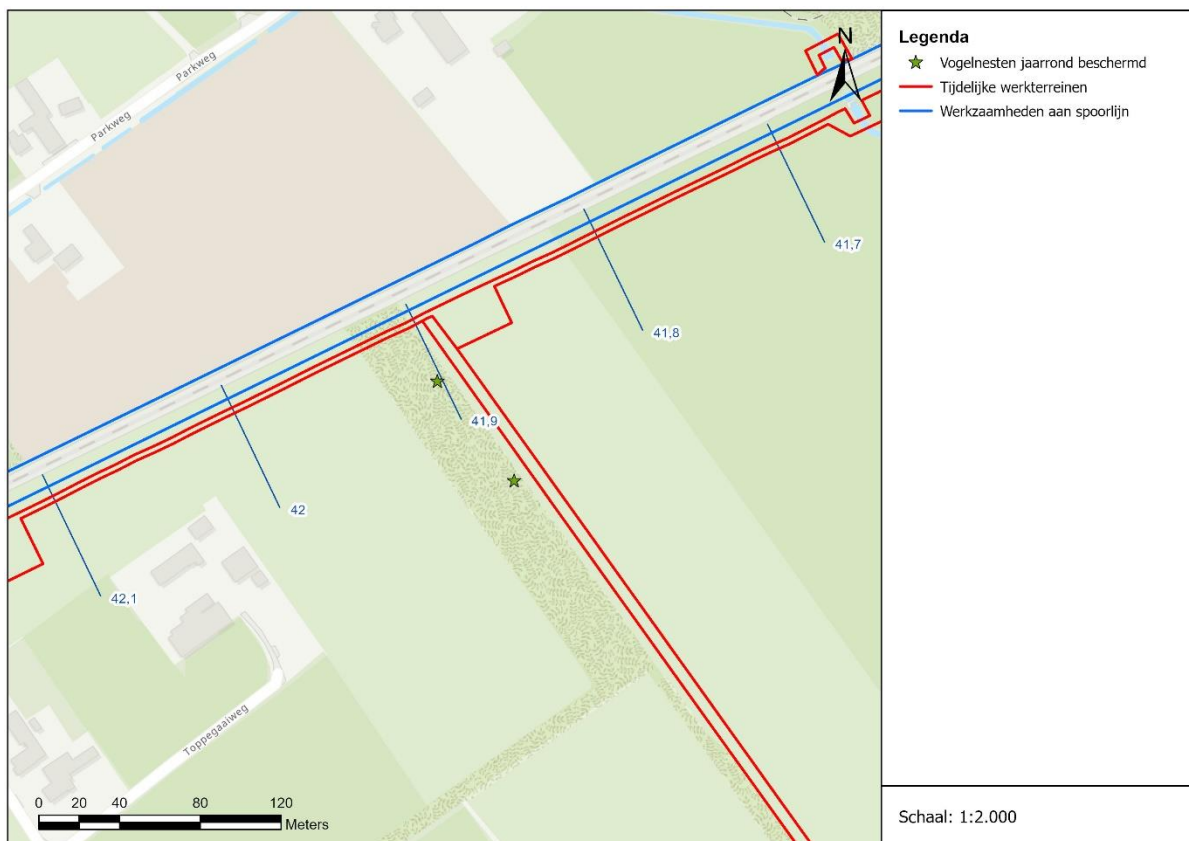 Parkweg
Parkweg
N
41,7
41,8
41,9
42
42,1
Toppegaaiweg
0 20 40 80 120
Meters
Legenda
Vogelnesten jaarrond beschermd
Tijdelijke werkterreinen
Werkzaamheden aan spoorlijn
Schaal: 1:2.000